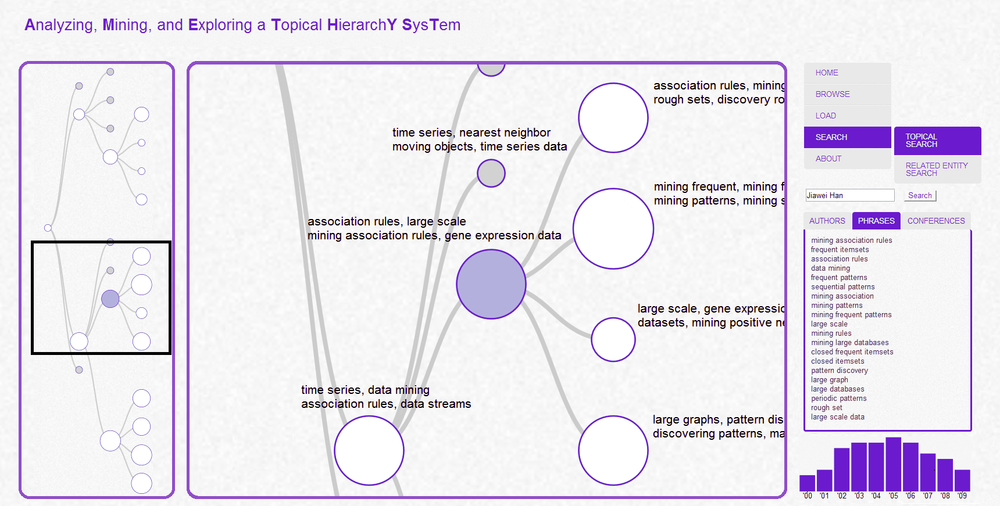 Analyzing, Mining, and Exploring a Topical HierarchY SysTem
association rules, mining
rough sets, discovery ro
time series, nearest neighbor
moving objects, time series data
mining frequent, mining f
mining patterns, mining s
association rules, large scale
mining association rules, gene expression data
large scale, gene expressic
datasets, mining positive ne
time series, data mining
association rules, data streams
large graphs, pattern dis
discovering patterns, ma
HOME
BROWSE
LOAD
SEARCH
ABOUT
TOPICAL
SEARCH
RELATED ENTITY
SEARCH
Jiawei Han
Search
AUTHORS PHRASES CONFERENCES
mining association rules
frequent itemsets
association rules
data mining
frequent patterns
sequential patterns
mining association
mining patterns
mining frequent patterns
large scale
mining rules
mining large databases
closed frequent itemsets
closed itemsets
pattern discovery
large graph
large databases
periodic patterns
rough set
large scale data
'00 '01 '02 '03 '04 '05 '06 '07 '08 '09